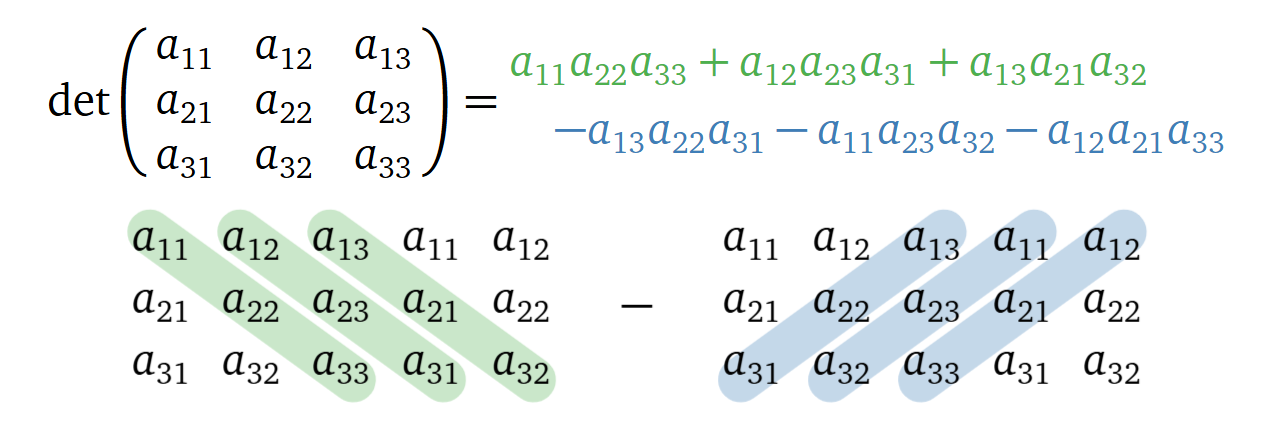 det ( a₁₁ a₁₂ a₁₃ ) = a₁₁a₂₂a₃₃ + a₁₂a₂₃a₃₁ + a₁₃a₂₁a₃₂
a₂₁ a₂₂ a₂₃ −a₁₃a₂₂a₃₁ − a₁₁a₂₃a₃₂ − a₁₂a₂₁a₃₃
a₃₁ a₃₂ a₃₃
a₁₁ a₁₂ a₁₃ a₁₁ a₁₂ a₁₁ a₁₂ a₁₃ a₁₁ a₁₂
a₂₁ a₂₂ a₂₃ a₂₁ a₂₂ − a₂₁ a₂₂ a₂₃ a₂₁ a₂₂
a₃₁ a₃₂ a₃₃ a₃₁ a₃₂ a₃₁ a₃₂ a₃₃ a₃₁ a₃₂